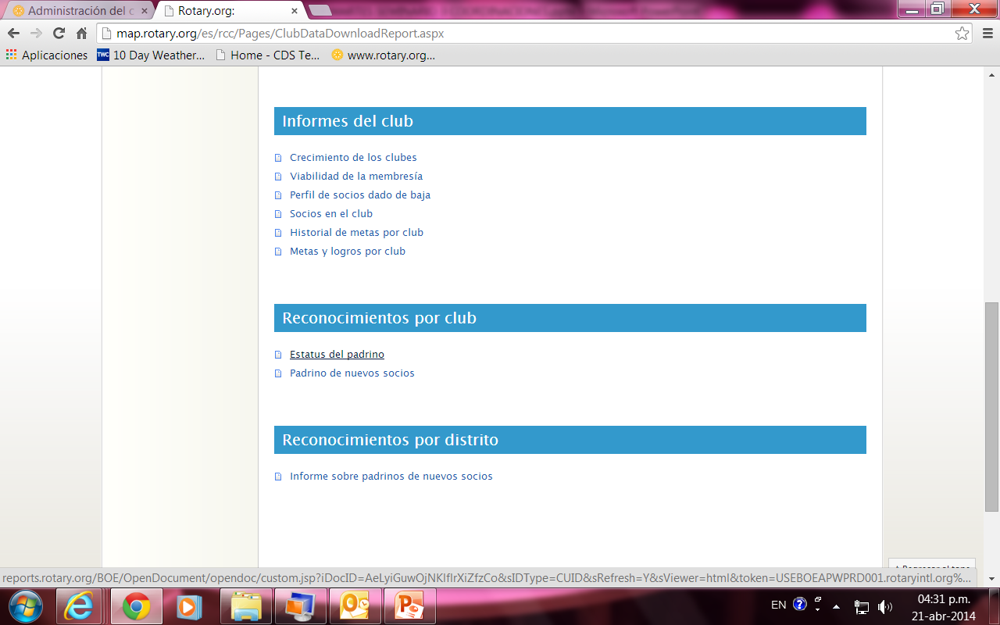 Administración del c
Rotary.org:
map.rotary.org/es/rcc/Pages/ClubDataDownloadReport.aspx
Aplicaciones
TWC 10 Day Weather...
Home - CDS Te...
www.rotary.org...
Informes del club
Crecimiento de los clubes
Viabilidad de la membresía
Perfil de socios dado de baja
Socios en el club
Historial de metas por club
Metas y logros por club
Reconocimientos por club
Estatus del padrino
Padrino de nuevos socios
Reconocimientos por distrito
Informe sobre padrinos de nuevos socios
reports.rotary.org/BOE/OpenDocument/opendoc/custom.jsp?iDocID=AeLyiGuwOjNKlflrXiZfzCo&sIDType=CUID&sRefresh=Y&sViewer=html&token=USEBOEAPWPRD001.rotaryintl.org%...
EN
04:31 p.m.
21-abr-2014